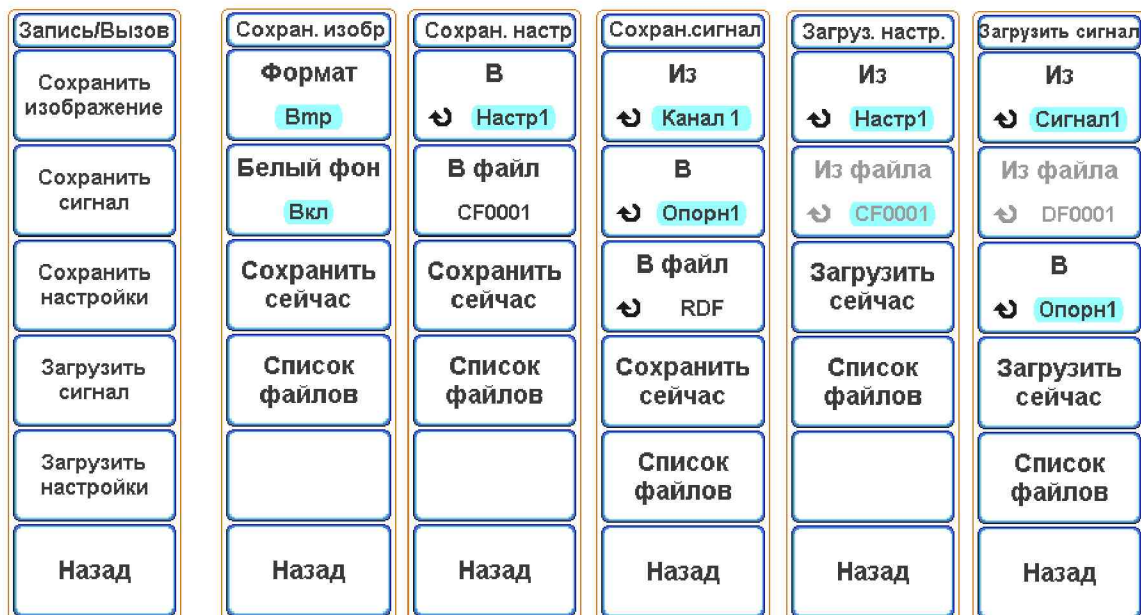 Запись/Вызов
Сохранить
изображение
Сохранить
сигнал
Сохранить
настройки
Загрузить
сигнал
Загрузить
настройки
Назад
Сохран. изобр
Формат
Bmp
Белый фон
Вкл
Сохранить
сейчас
Список
файлов
Назад
Сохран. настр
В
Настр1
В файл
CF0001
Сохранить
сейчас
Список
файлов
Назад
Сохран.сигнал
Из
Канал 1
В
Опорн1
В файл
RDF
Сохранить
сейчас
Список
файлов
Назад
Загруз. настр.
Из
Настр1
Из файла
CF0001
Загрузить
сейчас
Список
файлов
Назад
Загрузить сигнал
Из
Сигнал1
Из файла
DF0001
В
Опорн1
Загрузить
сейчас
Список
файлов
Назад